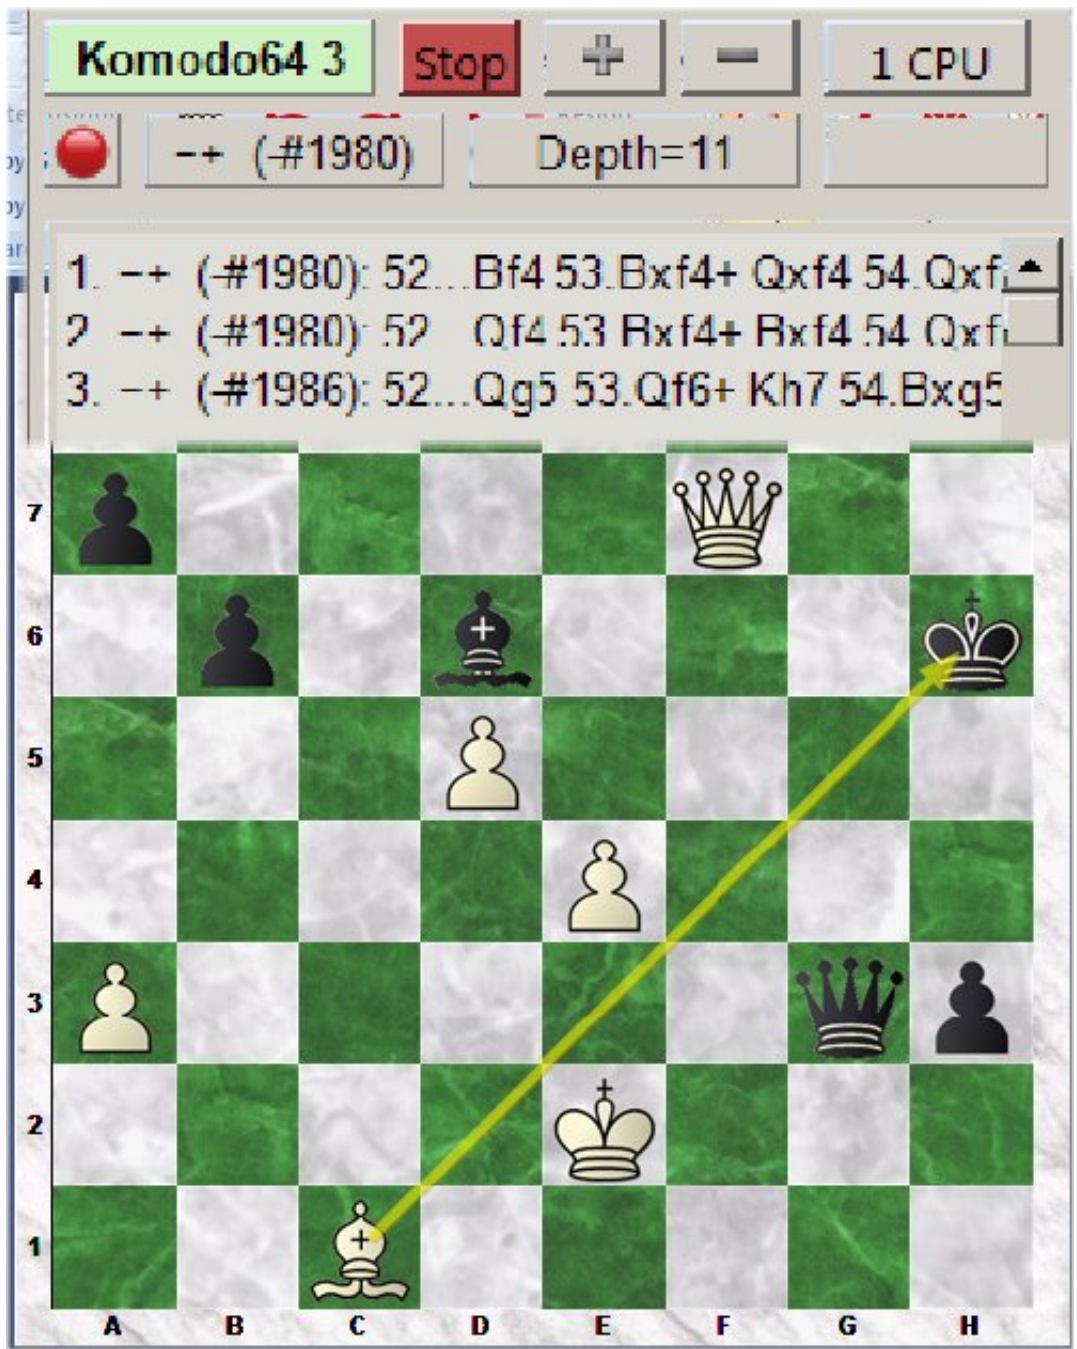 Komodo64 3 Stop + − 1 CPU
−+ (-#1980) Depth=11
1. −+ (-#1980): 52...Bf4 53.Bxf4+ Qxf4 54.Qxf
2. −+ (-#1980): 52...Qf4 53.Bxf4+ Bxf4 54.Qxf
3. −+ (-#1986): 52...Qg5 53.Qf6+ Kh7 54.Bxg5
7
6
5
4
3
2
1
A B C D E F G H